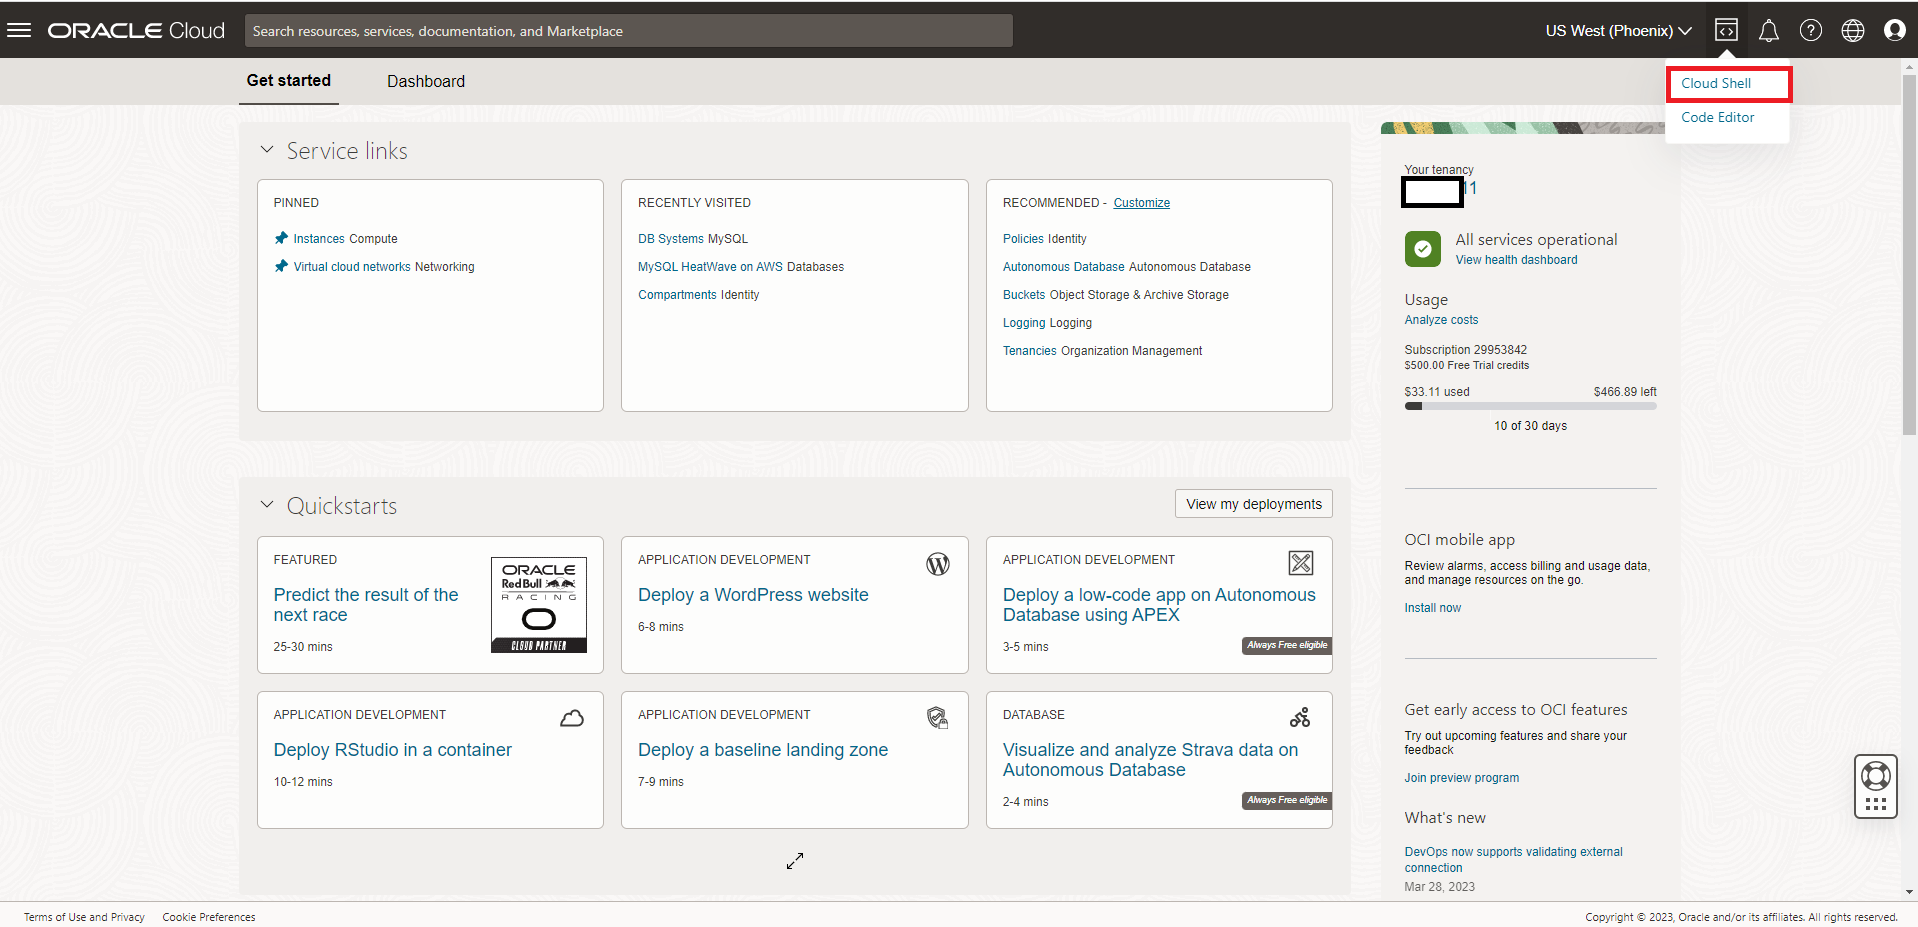 ORACLE Cloud
Search resources, services, documentation, and Marketplace
US West (Phoenix)
Cloud Shell
Code Editor
Get started
Dashboard
Service links
PINNED
Instances Compute
Virtual cloud networks Networking
RECENTLY VISITED
DB Systems MySQL
MySQL HeatWave on AWS Databases
Compartments Identity
RECOMMENDED - Customize
Policies Identity
Autonomous Database Autonomous Database
Buckets Object Storage & Archive Storage
Logging Logging
Tenancies Organization Management
Quickstarts
View my deployments
FEATURED
Predict the result of the
next race
25-30 mins
ORACLE
Red Bull
RACING
CLOUD PARTNER
APPLICATION DEVELOPMENT
Deploy a WordPress website
6-8 mins
APPLICATION DEVELOPMENT
Deploy a low-code app on Autonomous
Database using APEX
3-5 mins
Always Free eligible
APPLICATION DEVELOPMENT
Deploy RStudio in a container
10-12 mins
APPLICATION DEVELOPMENT
Deploy a baseline landing zone
7-9 mins
DATABASE
Visualize and analyze Strava data on
Autonomous Database
2-4 mins
Always Free eligible
Your tenancy
11
All services operational
View health dashboard
Usage
Analyze costs
Subscription 29953842
$500.00 Free Trial credits
$33.11 used
$466.89 left
10 of 30 days
OCI mobile app
Review alarms, access billing and usage data,
and manage resources on the go.
Install now
Get early access to OCI features
Try out upcoming features and share your
feedback
Join preview program
What's new
DevOps now supports validating external
connection
Mar 28, 2023
Terms of Use and Privacy
Cookie Preferences
Copyright © 2023, Oracle and/or its affiliates. All rights reserved.